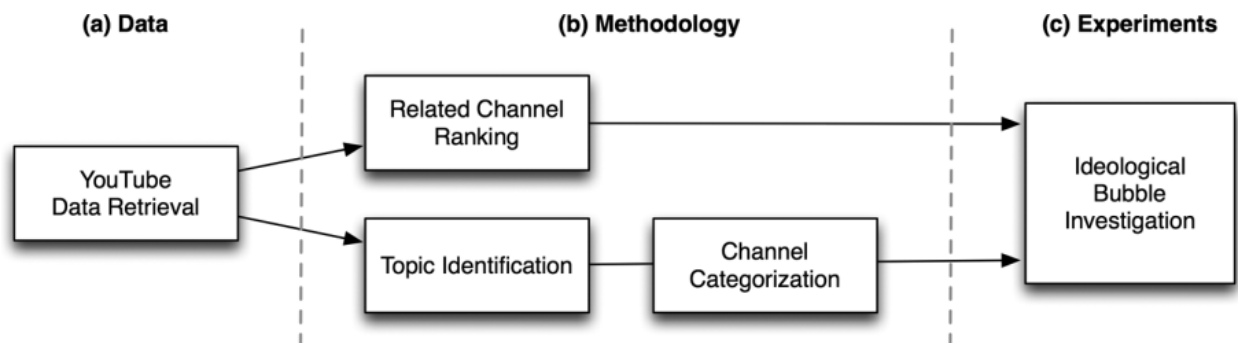 (a) Data
(b) Methodology
(c) Experiments
YouTube
Data Retrieval
Related Channel
Ranking
Topic Identification
Channel
Categorization
Ideological
Bubble
Investigation